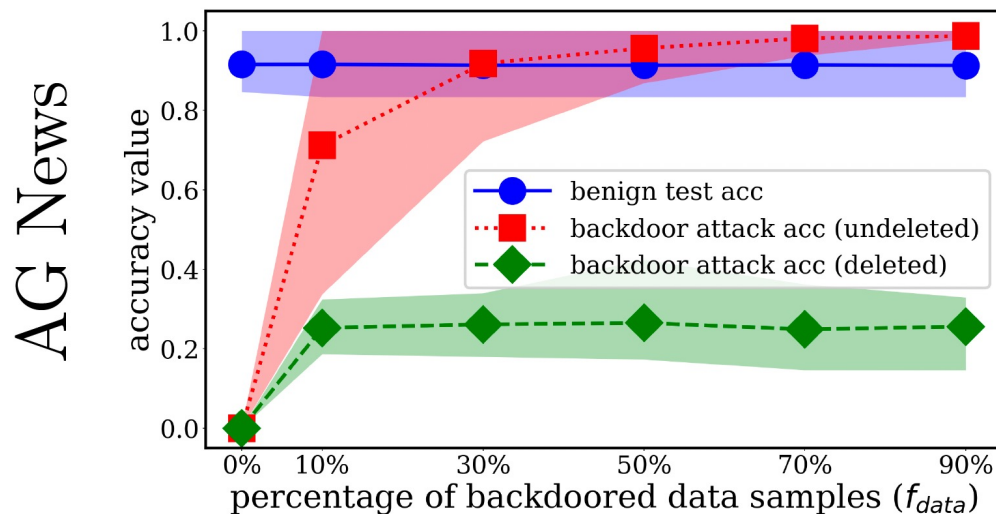 AG News
accuracy value
1.0
0.8
0.6
0.4
0.2
0.0
benign test acc
backdoor attack acc (undeleted)
backdoor attack acc (deleted)
0% 10% 30% 50% 70% 90%
percentage of backdoored data samples (f_data)